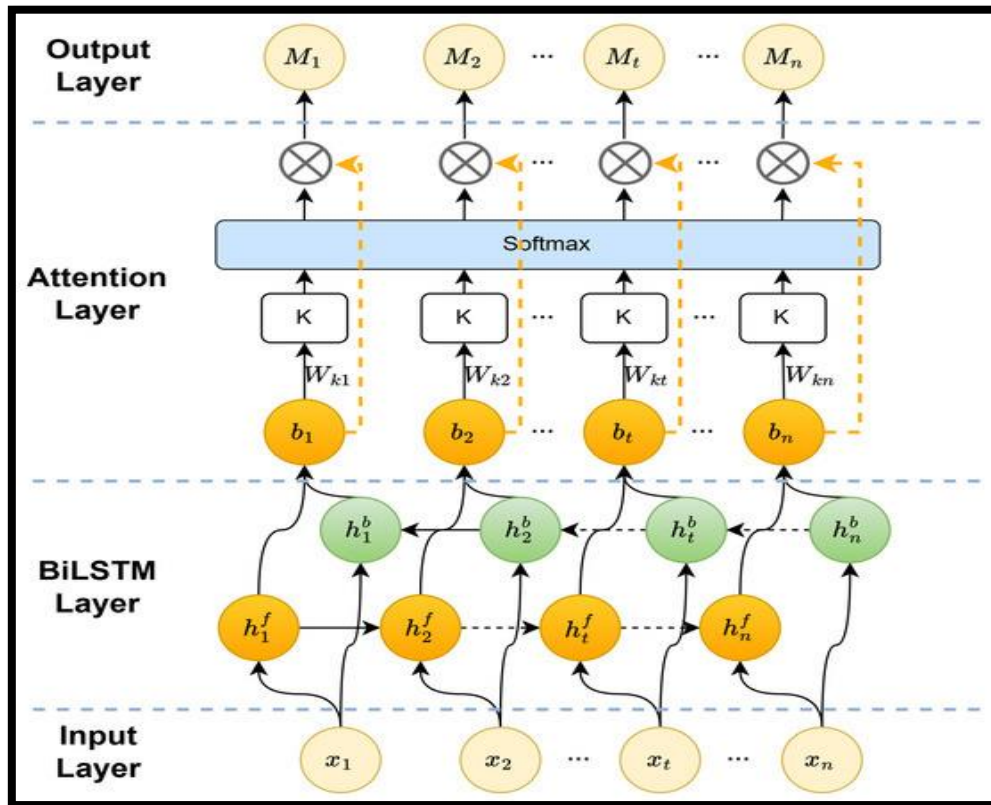 Output
Layer
M₁ M₂ ... Mₜ ... Mₙ
... ...
Softmax
Attention
Layer
K K ... K ... K
Wₖ₁ Wₖ₂ Wₖₜ Wₖₙ
b₁ b₂ ... bₜ ... bₙ
h₁ᵇ h₂ᵇ hₜᵇ hₙᵇ
BiLSTM
Layer
h₁ᶠ h₂ᶠ hₜᶠ hₙᶠ
Input
Layer
x₁ x₂ ... xₜ ... xₙ